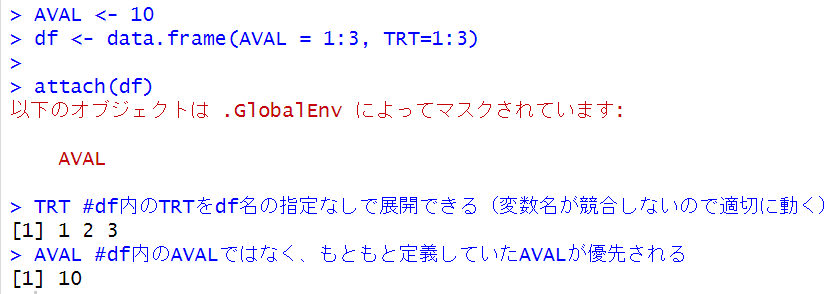 > AVAL <- 10
> df <- data.frame(AVAL = 1:3, TRT=1:3)
>
> attach(df)
以下のオブジェクトは .GlobalEnv によってマスクされています:
    AVAL
> TRT #df内のTRTをdf名の指定なしで展開できる（変数名が競合しないので適切に動く）
[1] 1 2 3
> AVAL #df内のAVALではなく、もともと定義していたAVALが優先される
[1] 10